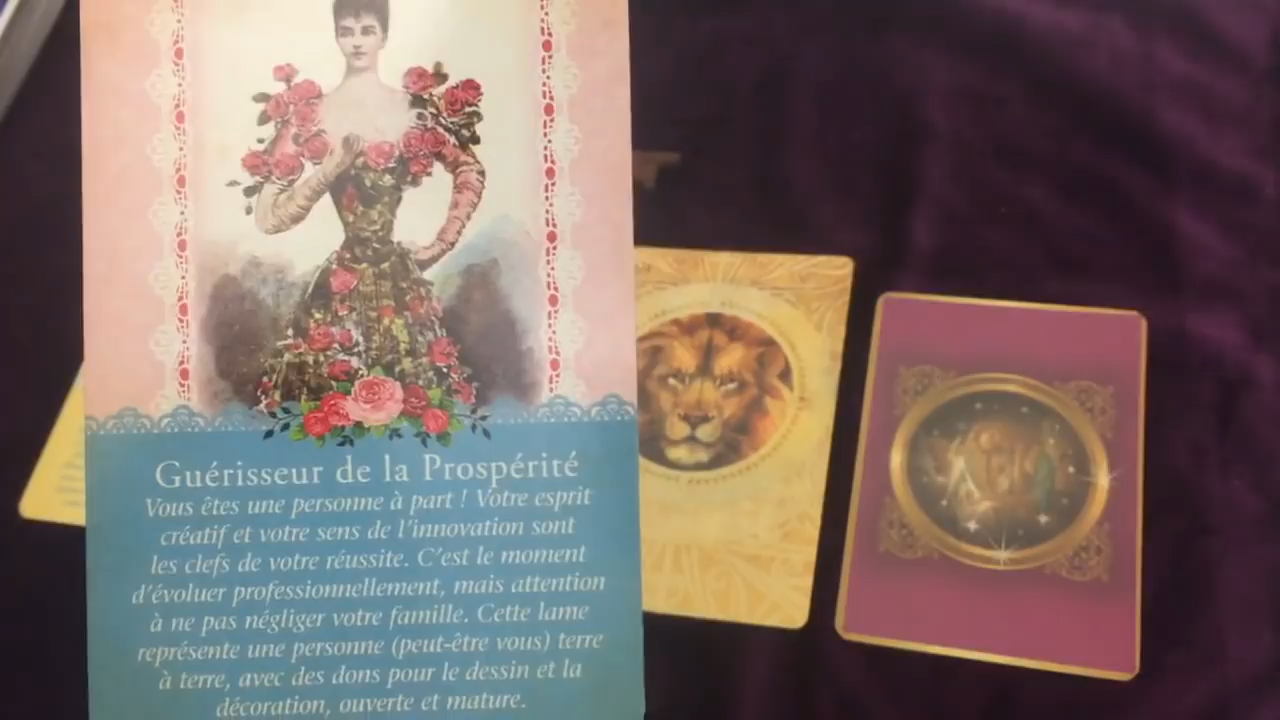 Guérisseur de la Prospérité
Vous êtes une personne à part ! Votre esprit
créatif et votre sens de l'innovation sont
les clefs de votre réussite. C'est le moment
d'évoluer professionnellement, mais attention
à ne pas négliger votre famille. Cette lame
représente une personne (peut-être vous) terre
à terre, avec des dons pour le dessin et la
décoration, ouverte et mature.